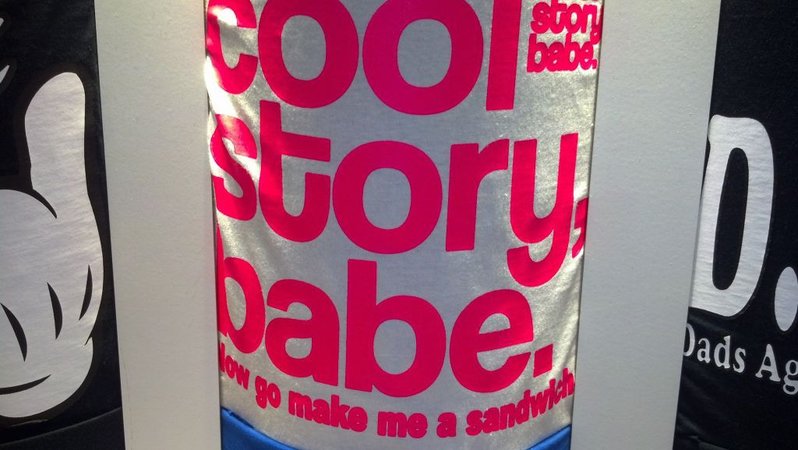 cool
story,
babe.
now go make me a sandwich.
story
babe.
D.
Dads Ag